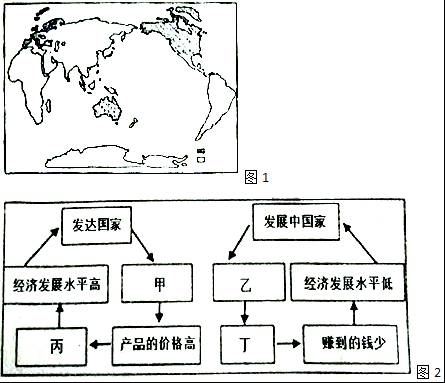 图1
发达国家
发展中国家
经济发展水平高
甲
乙
经济发展水平低
丙
产品的价格高
丁
赚到的钱少
图2